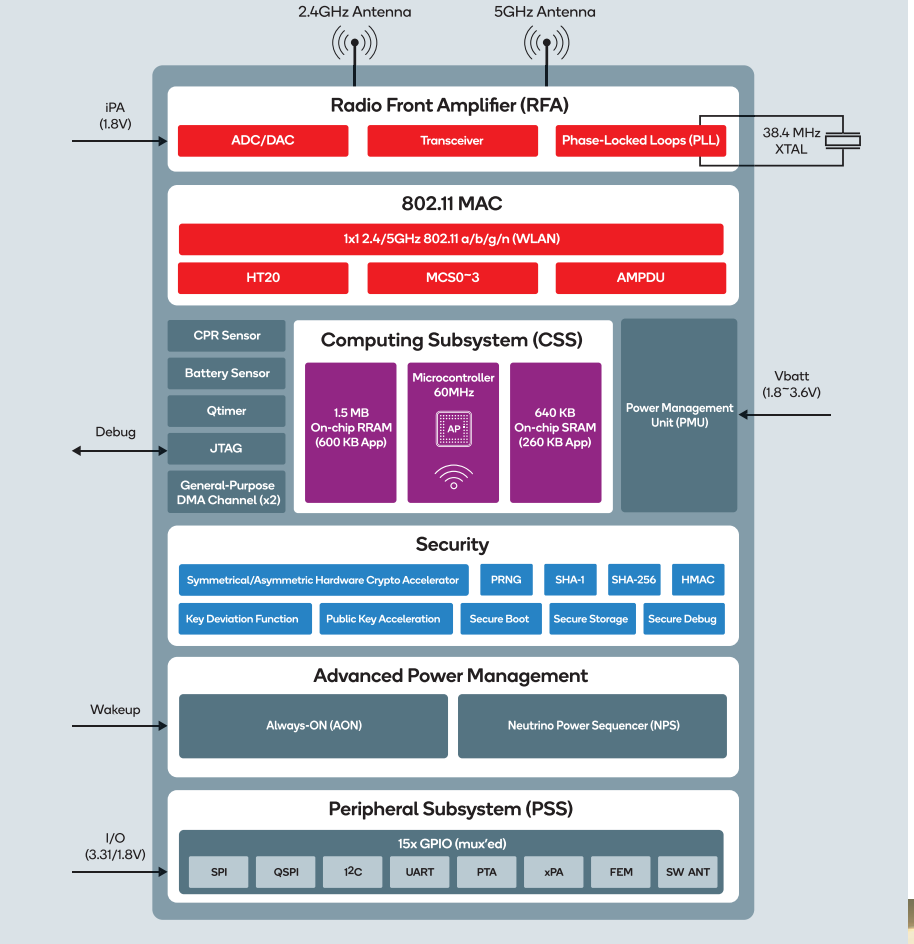 2.4GHz Antenna
5GHz Antenna
iPA
(1.8V)
Radio Front Amplifier (RFA)
ADC/DAC
Transceiver
Phase-Locked Loops (PLL)
38.4 MHz
XTAL
802.11 MAC
1x1 2.4/5GHz 802.11 a/b/g/n (WLAN)
HT20
MCS0~3
AMPDU
CPR Sensor
Battery Sensor
Qtimer
Debug
JTAG
General-Purpose
DMA Channel (x2)
Computing Subsystem (CSS)
1.5 MB
On-chip RRAM
(600 KB App)
Microcontroller
60MHz
AP
640 KB
On-chip SRAM
(260 KB App)
Power Management
Unit (PMU)
Vbatt
(1.8~3.6V)
Security
Symmetrical/Asymmetric Hardware Crypto Accelerator
PRNG
SHA-1
SHA-256
HMAC
Key Deviation Function
Public Key Acceleration
Secure Boot
Secure Storage
Secure Debug
Advanced Power Management
Wakeup
Always-ON (AON)
Neutrino Power Sequencer (NPS)
Peripheral Subsystem (PSS)
I/O
(3.31/1.8V)
15x GPIO (mux'ed)
SPI
QSPI
I2C
UART
PTA
xPA
FEM
SW ANT